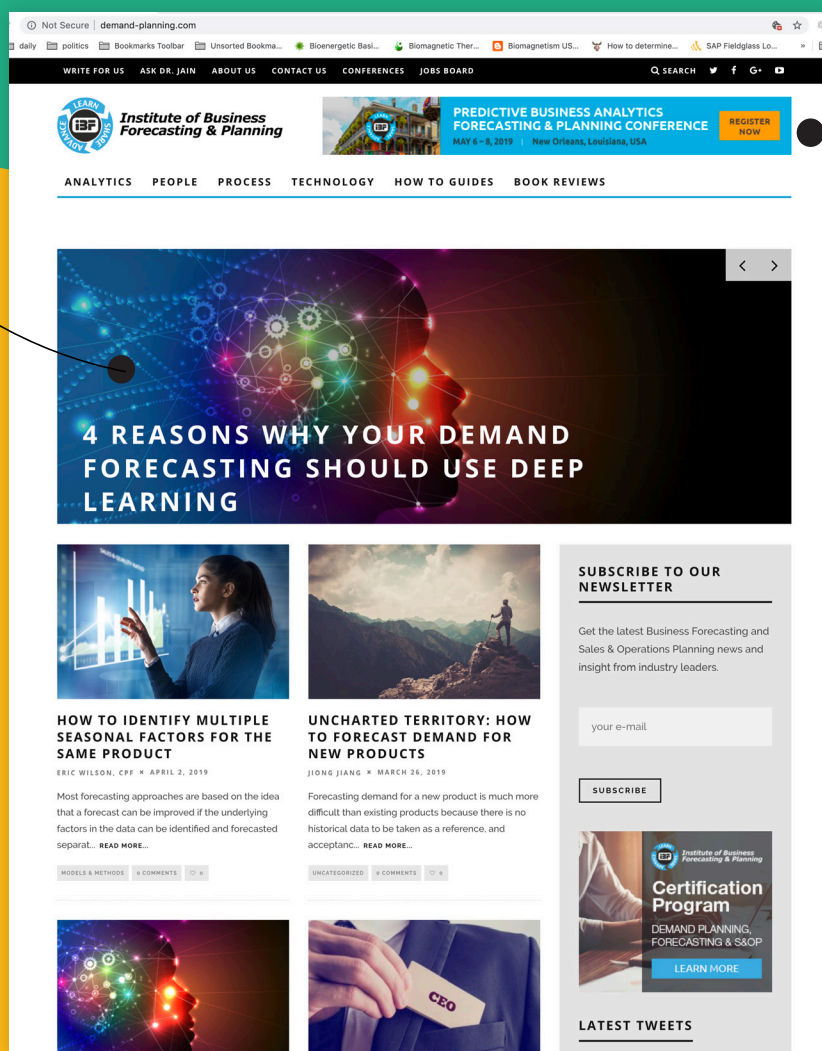 Not Secure | demand-planning.com
daily politics Bookmarks Toolbar Unsorted Bookma... Bioenergetic Basi... Biomagnetic Ther... Biomagnetism US... How to determine... SAP Fieldglass Lo... »
WRITE FOR US ASK DR. JAIN ABOUT US CONTACT US CONFERENCES JOBS BOARD SEARCH
LEARN
SHARE
ADVANCE
IBF
Institute of Business
Forecasting & Planning
IBF
PREDICTIVE BUSINESS ANALYTICS
FORECASTING & PLANNING CONFERENCE
MAY 6 – 8, 2019 | New Orleans, Louisiana, USA
REGISTER
NOW
ANALYTICS PEOPLE PROCESS TECHNOLOGY HOW TO GUIDES BOOK REVIEWS
4 REASONS WHY YOUR DEMAND
FORECASTING SHOULD USE DEEP
LEARNING
HOW TO IDENTIFY MULTIPLE
SEASONAL FACTORS FOR THE
SAME PRODUCT
ERIC WILSON, CPF × APRIL 2, 2019
Most forecasting approaches are based on the idea
that a forecast can be improved if the underlying
factors in the data can be identified and forecasted
separat... READ MORE...
MODELS & METHODS 0 COMMENTS 0
UNCHARTED TERRITORY: HOW
TO FORECAST DEMAND FOR
NEW PRODUCTS
JIONG JIANG × MARCH 26, 2019
Forecasting demand for a new product is much more
difficult than existing products because there is no
historical data to be taken as a reference, and
acceptanc... READ MORE...
UNCATEGORIZED 0 COMMENTS 0
CEO
SUBSCRIBE TO OUR
NEWSLETTER
Get the latest Business Forecasting and
Sales & Operations Planning news and
insight from industry leaders.
your e-mail
SUBSCRIBE
IBF
Institute of Business
Forecasting & Planning
Certification
Program
DEMAND PLANNING,
FORECASTING & S&OP
LEARN MORE
LATEST TWEETS